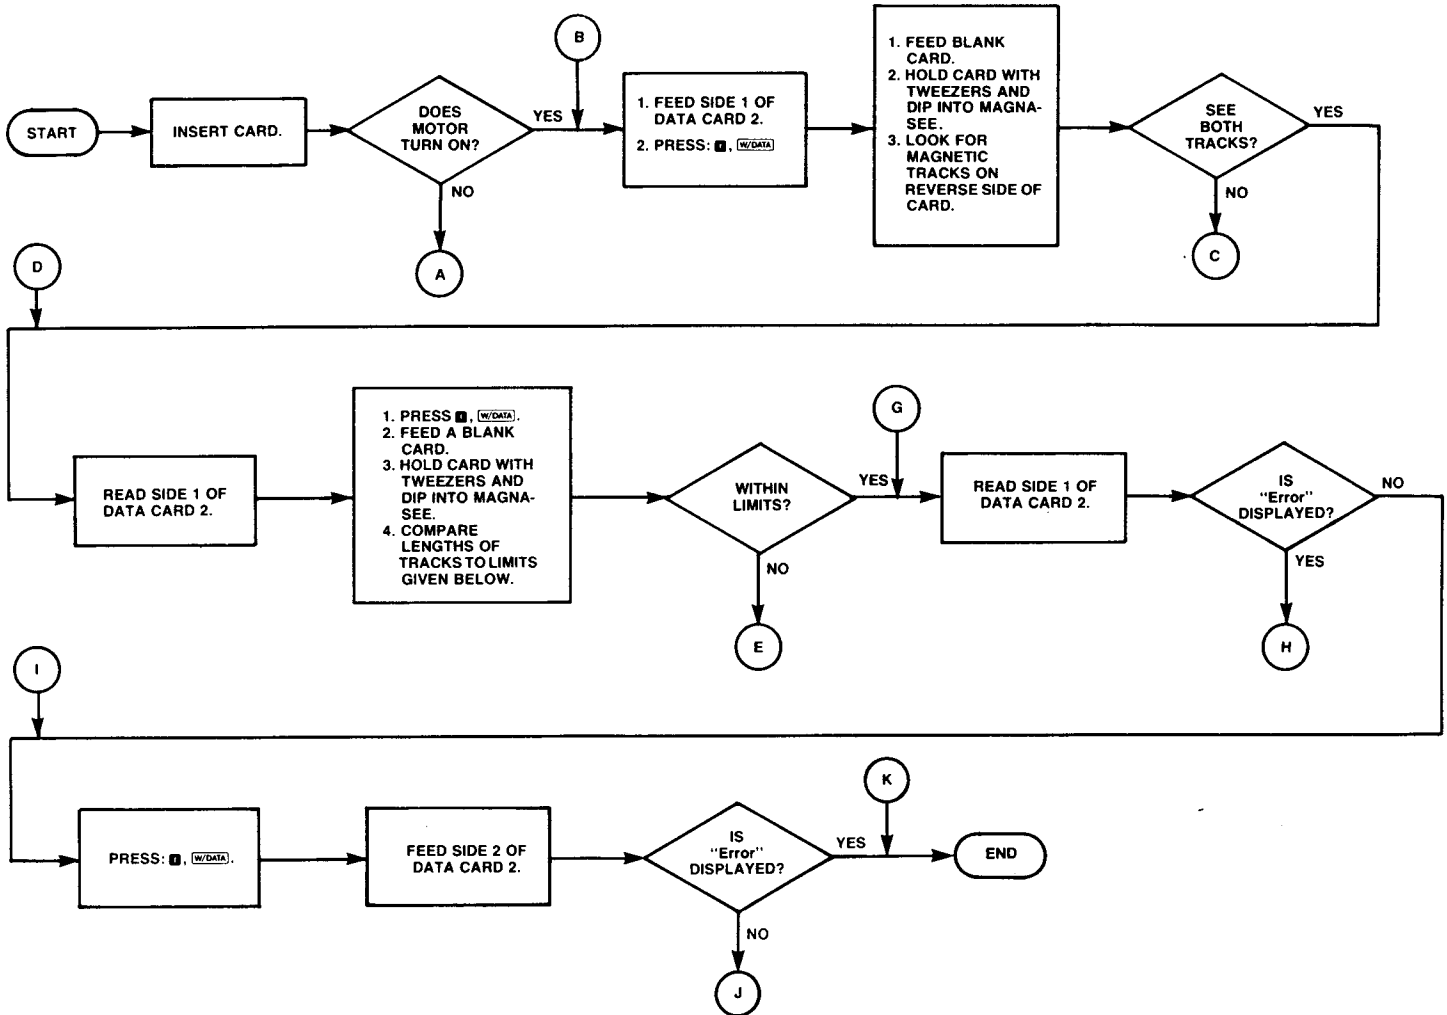 START
INSERT CARD.
DOES
MOTOR
TURN ON?
YES
NO
A
B
1. FEED SIDE 1 OF
DATA CARD 2.
2. PRESS: f, W/DATA
1. FEED BLANK
CARD.
2. HOLD CARD WITH
TWEEZERS AND
DIP INTO MAGNA-
SEE.
3. LOOK FOR
MAGNETIC
TRACKS ON
REVERSE SIDE OF
CARD.
SEE
BOTH
TRACKS?
YES
NO
C
D
READ SIDE 1 OF
DATA CARD 2.
1. PRESS f, W/DATA.
2. FEED A BLANK
CARD.
3. HOLD CARD WITH
TWEEZERS AND
DIP INTO MAGNA-
SEE.
4. COMPARE
LENGTHS OF
TRACKS TO LIMITS
GIVEN BELOW.
WITHIN
LIMITS?
YES
NO
E
G
READ SIDE 1 OF
DATA CARD 2.
IS
"Error"
DISPLAYED?
NO
YES
H
I
PRESS: f, W/DATA.
FEED SIDE 2 OF
DATA CARD 2.
IS
"Error"
DISPLAYED?
YES
NO
J
K
END